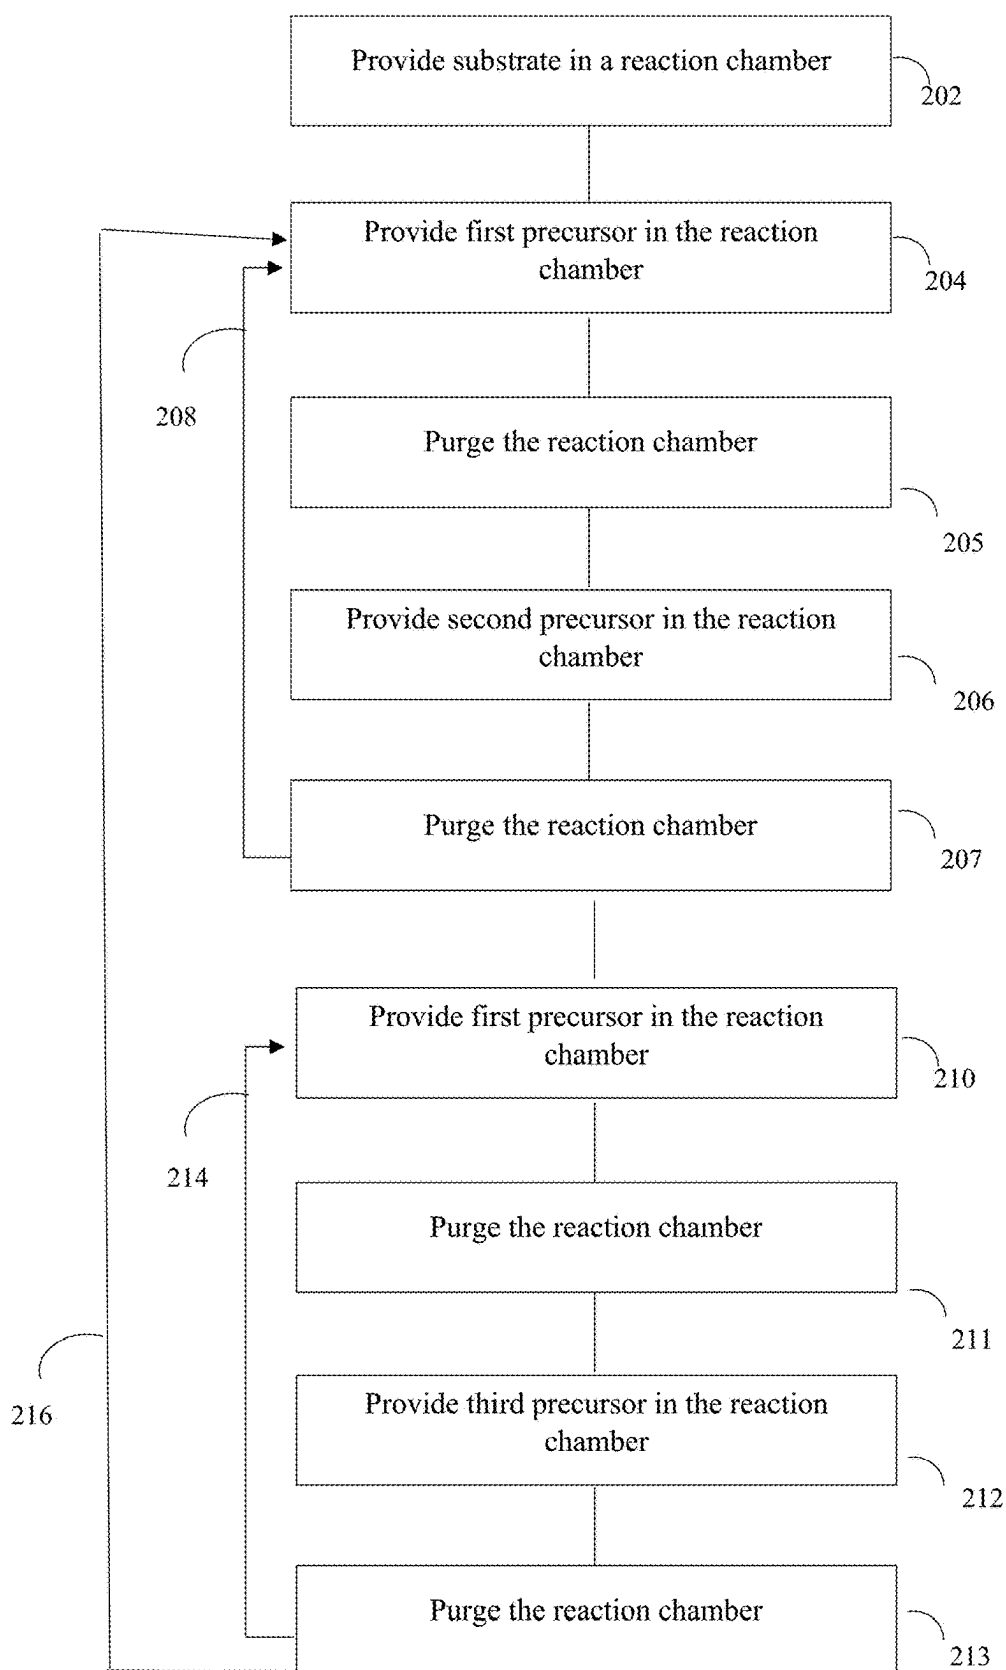 Provide substrate in a reaction chamber
202
Provide first precursor in the reaction
chamber
204
208
Purge the reaction chamber
205
Provide second precursor in the reaction
chamber
206
Purge the reaction chamber
207
Provide first precursor in the reaction
chamber
210
214
Purge the reaction chamber
211
216
Provide third precursor in the reaction
chamber
212
Purge the reaction chamber
213